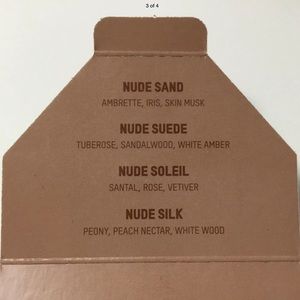 3 of 4
NUDE SAND
AMBRETTE, IRIS, SKIN MUSK
NUDE SUEDE
TUBEROSE, SANDALWOOD, WHITE AMBER
NUDE SOLEIL
SANTAL, ROSE, VETIVER
NUDE SILK
PEONY, PEACH NECTAR, WHITE WOOD